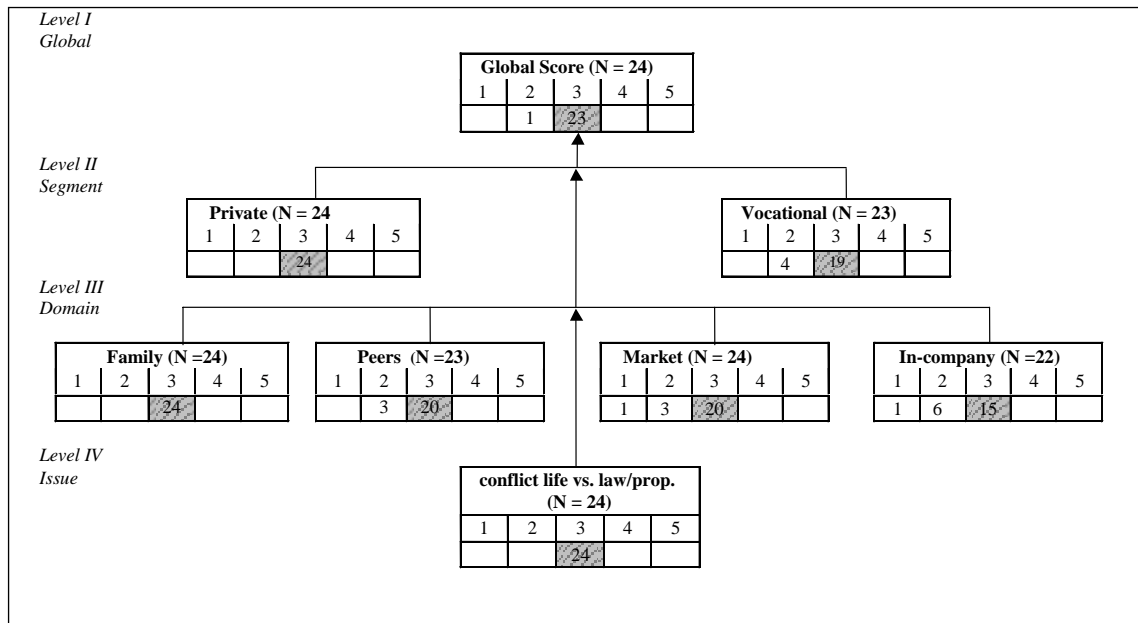 Level I
Global
Global Score (N = 24)
1 2 3 4 5
1 23
Level II
Segment
Private (N = 24
1 2 3 4 5
24
Vocational (N = 23)
1 2 3 4 5
4 19
Level III
Domain
Family (N =24)
1 2 3 4 5
24
Peers (N =23)
1 2 3 4 5
3 20
Market (N = 24)
1 2 3 4 5
1 3 20
In-company (N =22)
1 2 3 4 5
1 6 15
Level IV
Issue
conflict life vs. law/prop.
(N = 24)
1 2 3 4 5
24